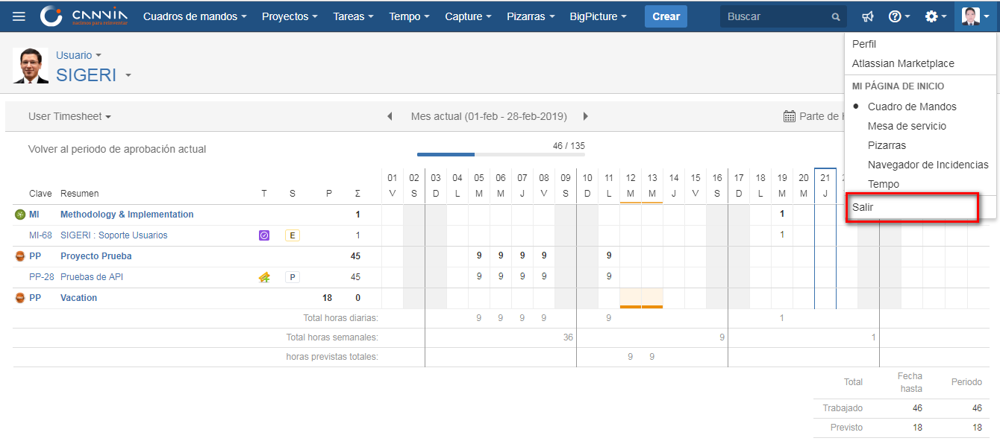 CANVIA Cuadros de mandos Proyectos Tareas Tempo Capture Pizarras BigPicture Crear Buscar
nacimos para reinventar
Perfil
Atlassian Marketplace
MI PÁGINA DE INICIO
Cuadro de Mandos
Mesa de servicio
Pizarras
Navegador de Incidencias
Tempo
Salir
Usuario
SIGERI
User Timesheet Mes actual (01-feb - 28-feb-2019) Parte de
Volver al periodo de aprobación actual 46 / 135
01 02 03 04 05 06 07 08 09 10 11 12 13 14 15 16 17 18 19 20 21
Clave Resumen T S P Σ V S D L M M J V S D L M M J V S D L M M J
MI Methodology & Implementation 1 1
MI-68 SIGERI : Soporte Usuarios E 1 1
PP Proyecto Prueba 45 9 9 9 9 9
PP-28 Pruebas de API P 45 9 9 9 9 9
PP Vacation 18 0
Total horas diarias: 9 9 9 9 9 1
Total horas semanales: 36 9 1
horas previstas totales: 9 9
Total Fecha hasta Periodo
Trabajado 46 46
Previsto 18 18